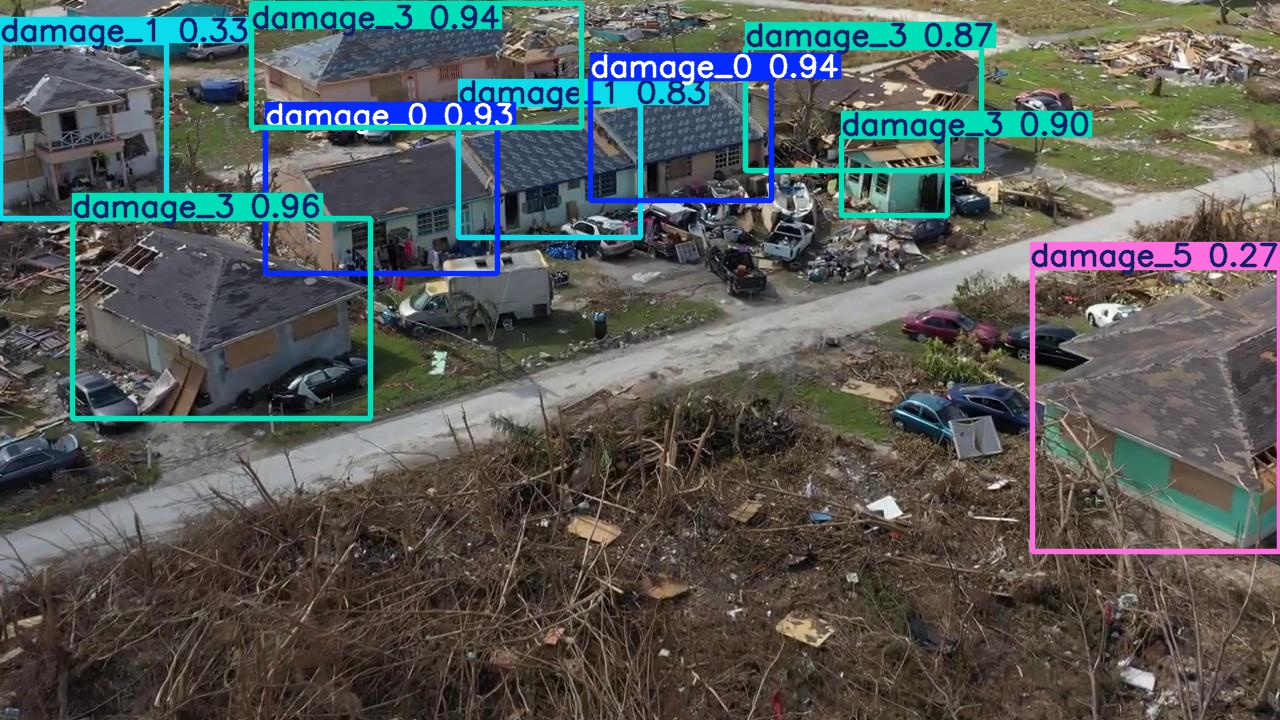 damage_1 0.33
damage_3 0.94
damage_3 0.87
damage_0 0.94
damage_1 0.83
damage_0 0.93
damage_3 0.90
damage_3 0.96
damage_5 0.27